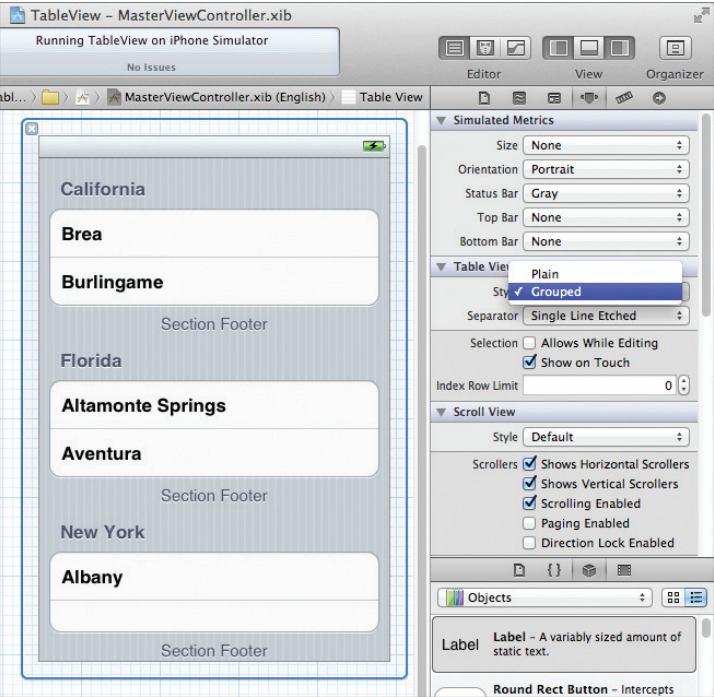 TableView – MasterViewController.xib
Running TableView on iPhone Simulator
No Issues
Editor
View
Organizer
abl...
MasterViewController.xib (English)
Table View
California
Brea
Burlingame
Section Footer
Florida
Altamonte Springs
Aventura
Section Footer
New York
Albany
Section Footer
Simulated Metrics
Size None
Orientation Portrait
Status Bar Gray
Top Bar None
Bottom Bar None
Table View
Plain
Sty ✓ Grouped
Separator Single Line Etched
Selection Allows While Editing
Show on Touch
Index Row Limit 0
Scroll View
Style Default
Scrollers Shows Horizontal Scrollers
Shows Vertical Scrollers
Scrolling Enabled
Paging Enabled
Direction Lock Enabled
{ }
Objects
Label
Label – A variably sized amount of
static text.
Round Rect Button – Intercepts